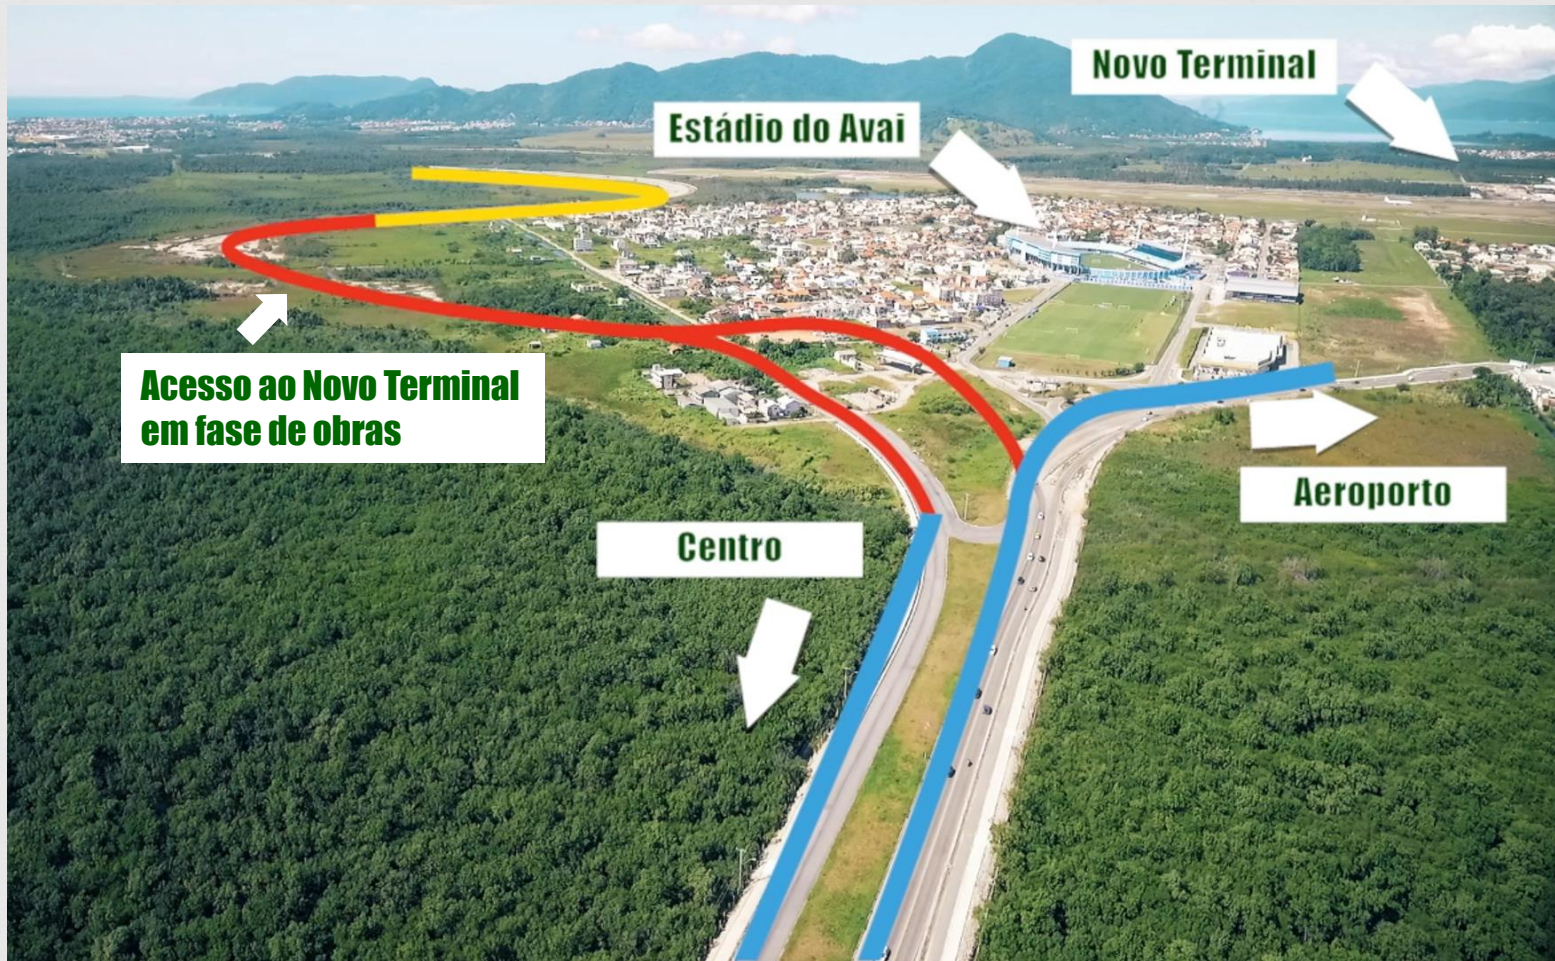 Novo Terminal
Estádio do Avai
Acesso ao Novo Terminal
em fase de obras
Aeroporto
Centro